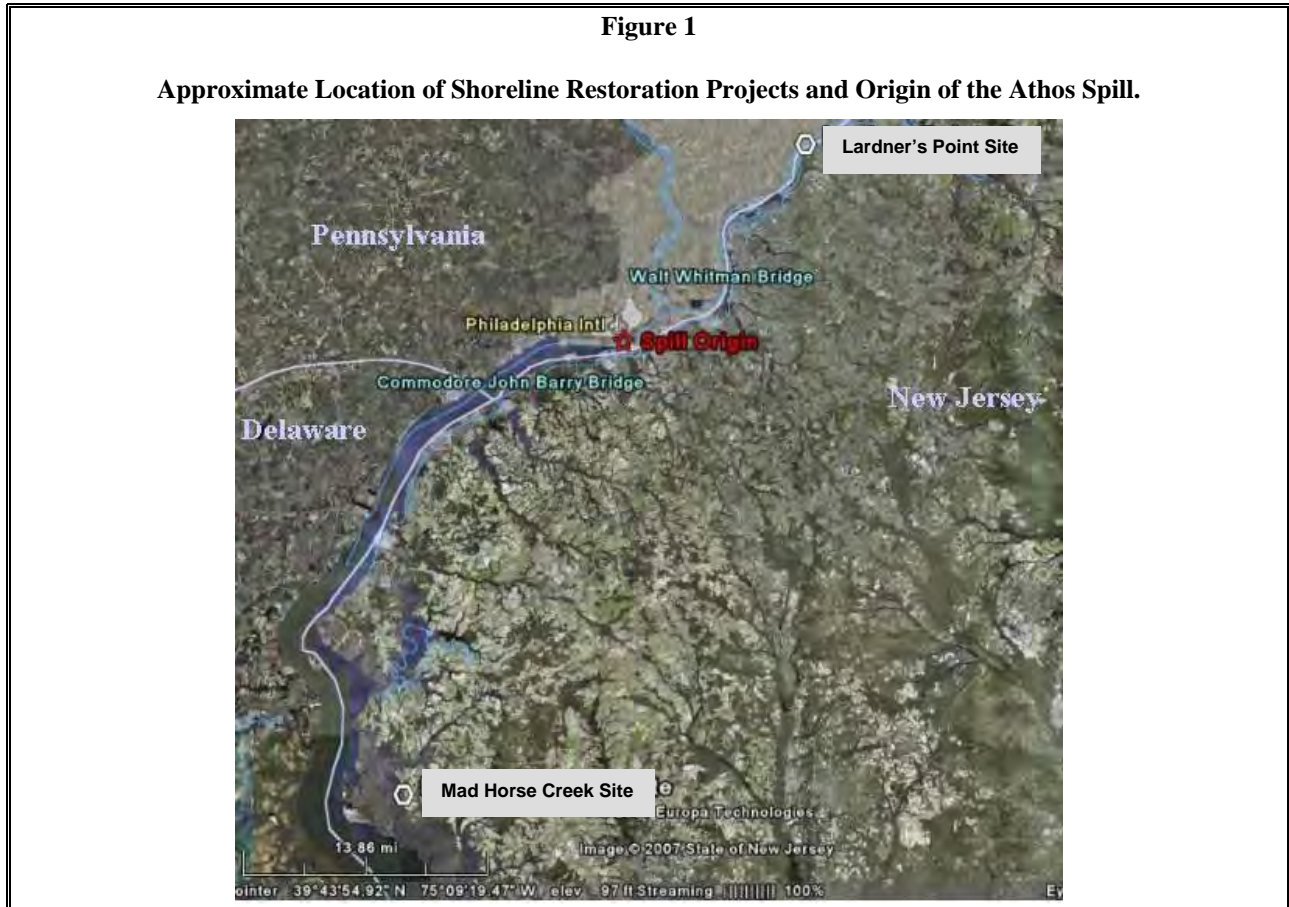 Figure 1
Approximate Location of Shoreline Restoration Projects and Origin of the Athos Spill.
Lardner's Point Site
Pennsylvania
Walt Whitman Bridge
Philadelphia Intl
Spill Origin
Commodore John Barry Bridge
New Jersey
Delaware
Mad Horse Creek Site
Europa Technologies
13.86 mi
Image © 2007 State of New Jersey
ointer 39°43'54.92" N 75°09'19.47" W elev 97 ft Streaming |||||||||| 100%